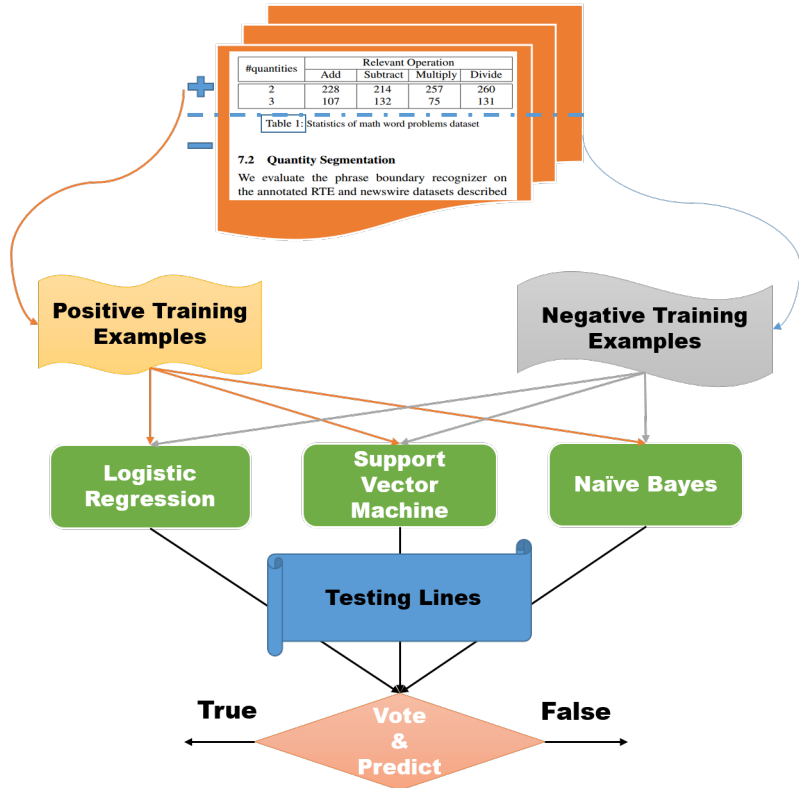 #quantities Relevant Operation
Add Subtract Multiply Divide
2 228 214 257 260
3 107 132 75 131
Table 1: Statistics of math word problems dataset
7.2 Quantity Segmentation
We evaluate the phrase boundary recognizer on
the annotated RTE and newswire datasets described
Positive Training
Examples
Negative Training
Examples
Logistic
Regression
Support
Vector
Machine
Naïve Bayes
Testing Lines
True
False
Vote
&
Predict